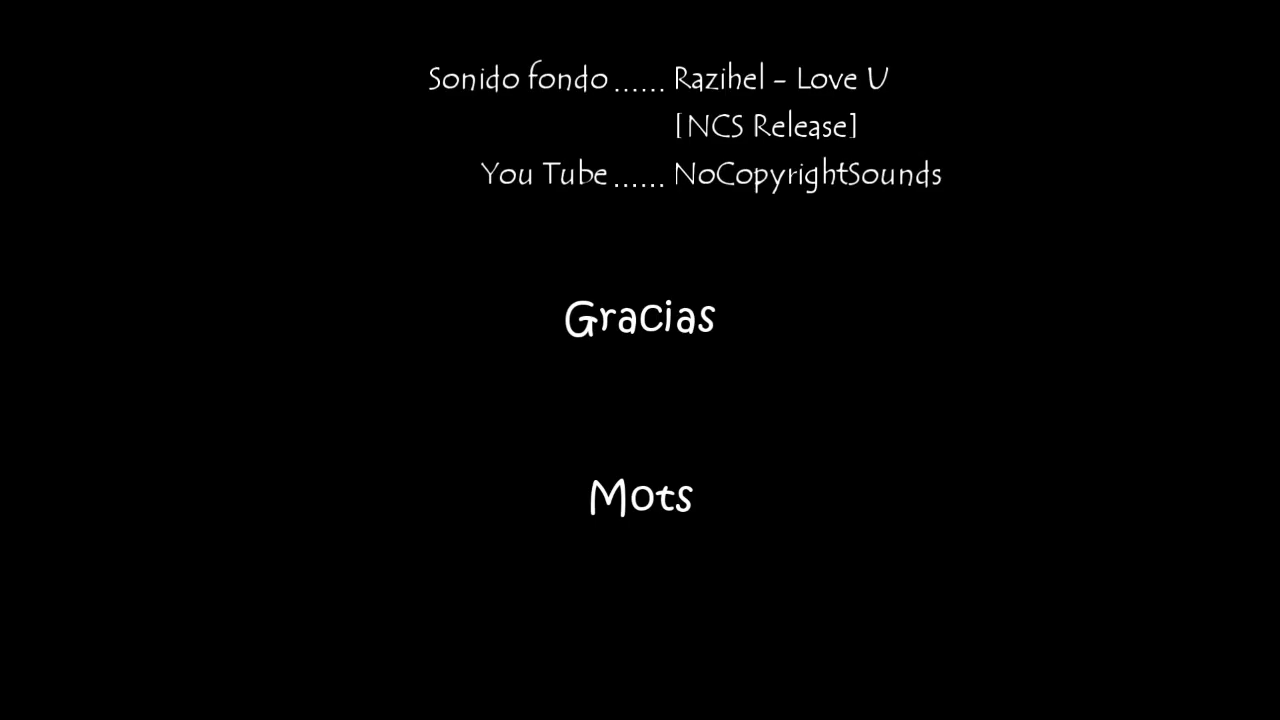 Sonido fondo ...... Razihel - Love U
[NCS Release]
You Tube ...... NoCopyrightSounds
Gracias
Mots